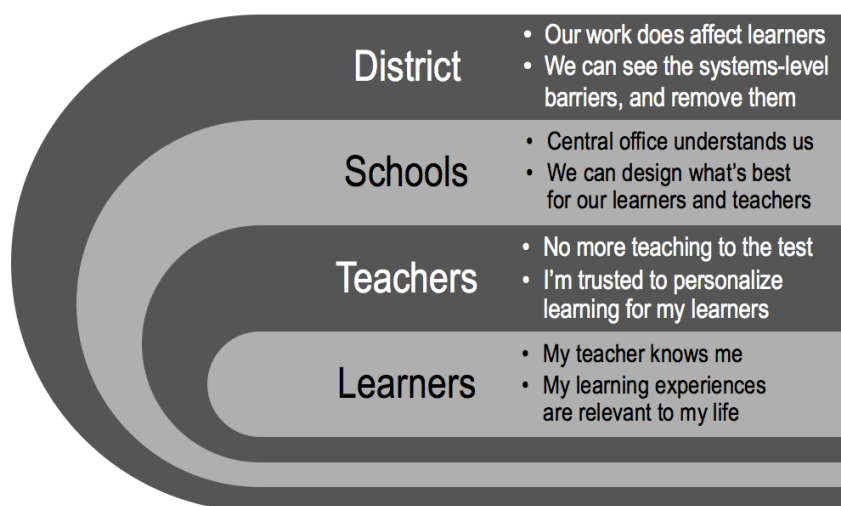 District
• Our work does affect learners
• We can see the systems-level
barriers, and remove them
Schools
• Central office understands us
• We can design what's best
for our learners and teachers
Teachers
• No more teaching to the test
• I'm trusted to personalize
learning for my learners
Learners
• My teacher knows me
• My learning experiences
are relevant to my life